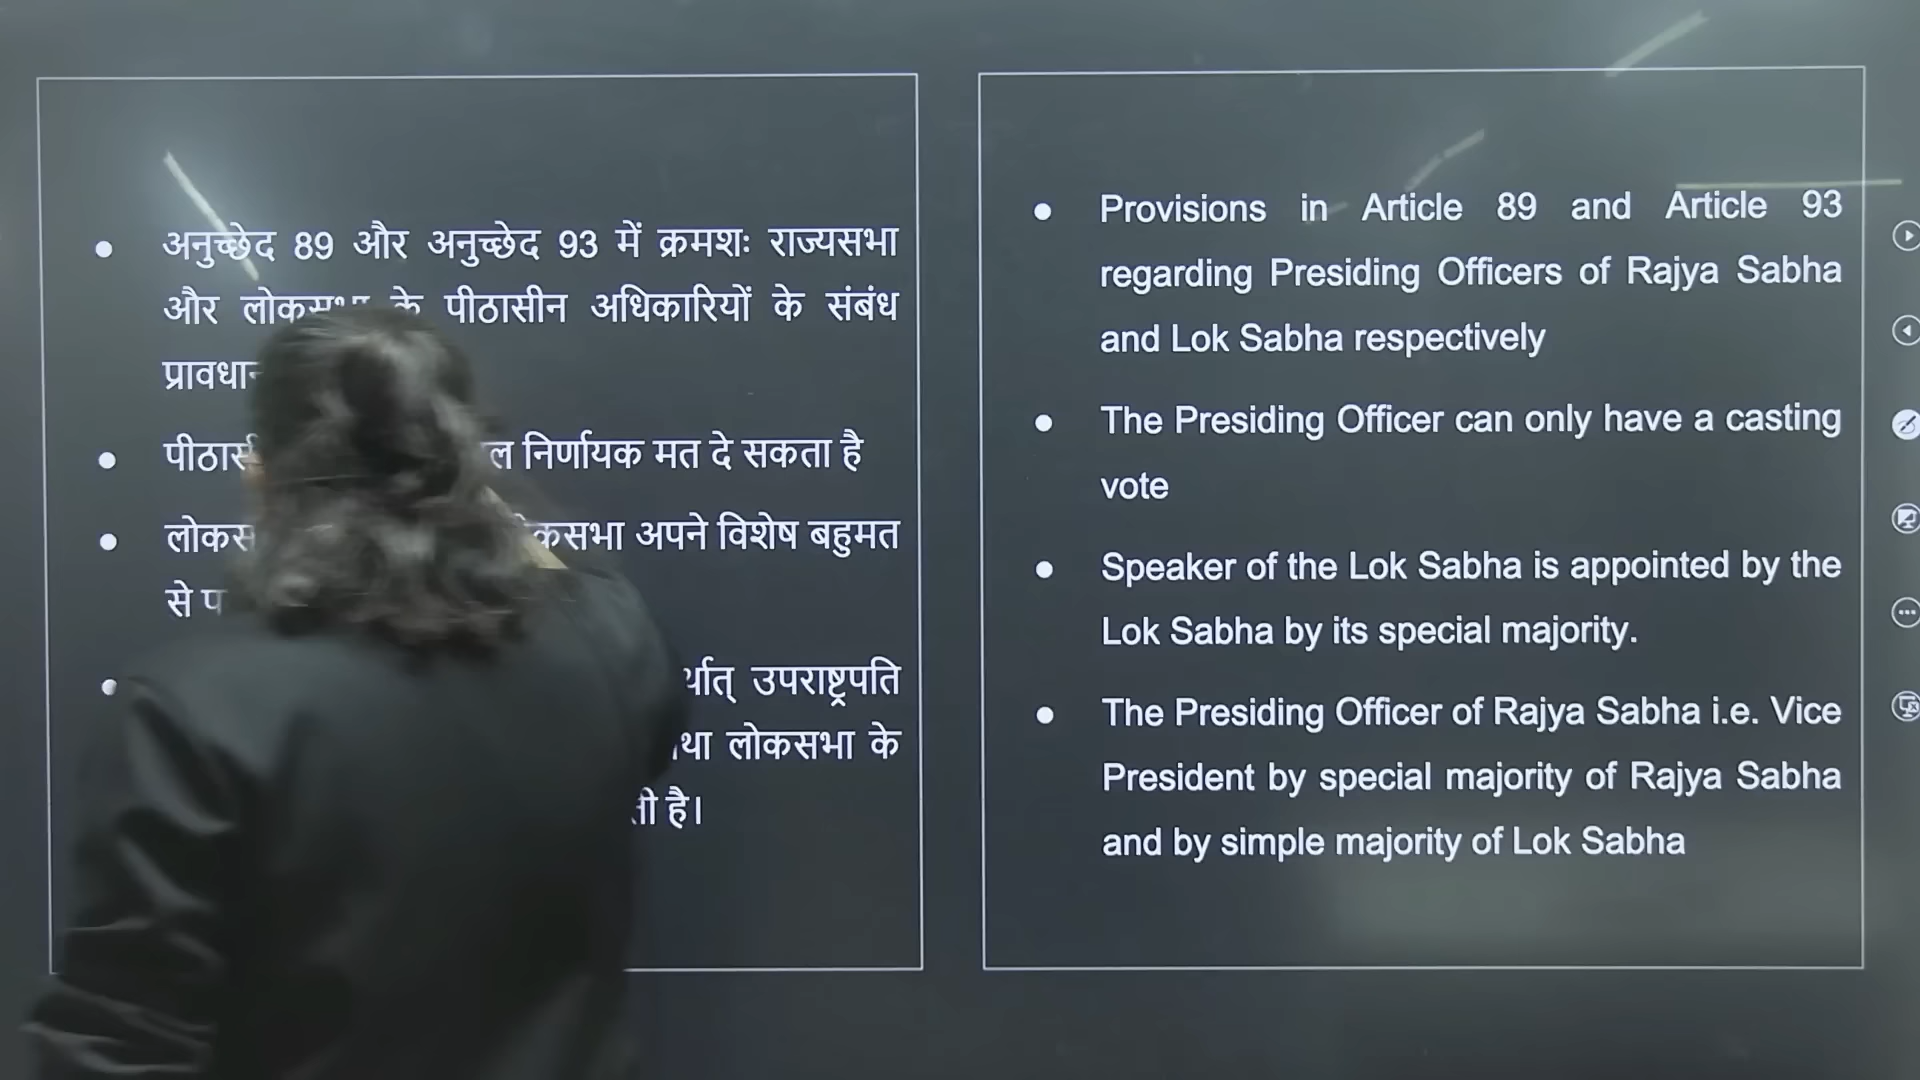 अनुच्छेद 89 और अनुच्छेद 93 में क्रमशः राज्यसभा
और के पीठासीन अधिकारियों के संबंध
निर्णायक मत दे सकता है
अपने विशेष बहुमत
से
उपराष्ट्रपति
लोकसभा के
है।
Provisions in Article 89 and Article 93
regarding Presiding Officers of Rajya Sabha
and Lok Sabha respectively
The Presiding Officer can only have a casting
vote
Speaker of the Lok Sabha is appointed by the
Lok Sabha by its special majority.
The Presiding Officer of Rajya Sabha i.e. Vice
President by special majority of Rajya Sabha
and by simple majority of Lok Sabha